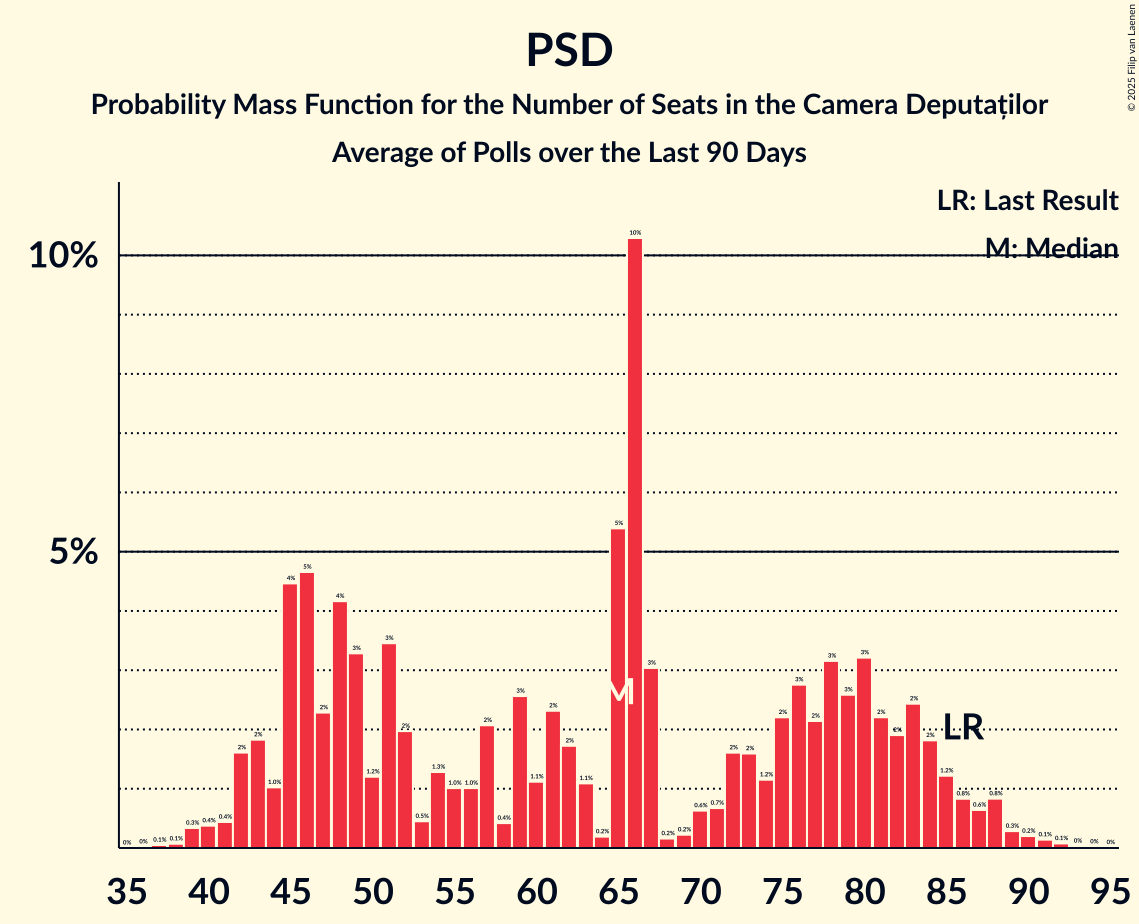 PSD
Probability Mass Function for the Number of Seats in the Camera Deputaților
Average of Polls over the Last 90 Days
© 2025 Filip van Laenen
LR: Last Result
M: Median
10%
5%
0% 0% 0.1% 0.1% 0.3% 0.4% 0.4% 2% 2% 1.0% 4% 5% 2% 4% 3% 1.2% 3% 2% 0.5% 1.3% 1.0% 1.0% 2% 0.4% 3% 1.1% 2% 2% 1.1% 0.2% 5% 10% 3% 0.2% 0.2% 0.6% 0.7% 2% 2% 1.2% 2% 3% 2% 3% 3% 3% 2% 2% 2% 2% 1.2% 0.8% 0.6% 0.8% 0.3% 0.2% 0.1% 0.1% 0% 0% 0%
M
LR
35 40 45 50 55 60 65 70 75 80 85 90 95